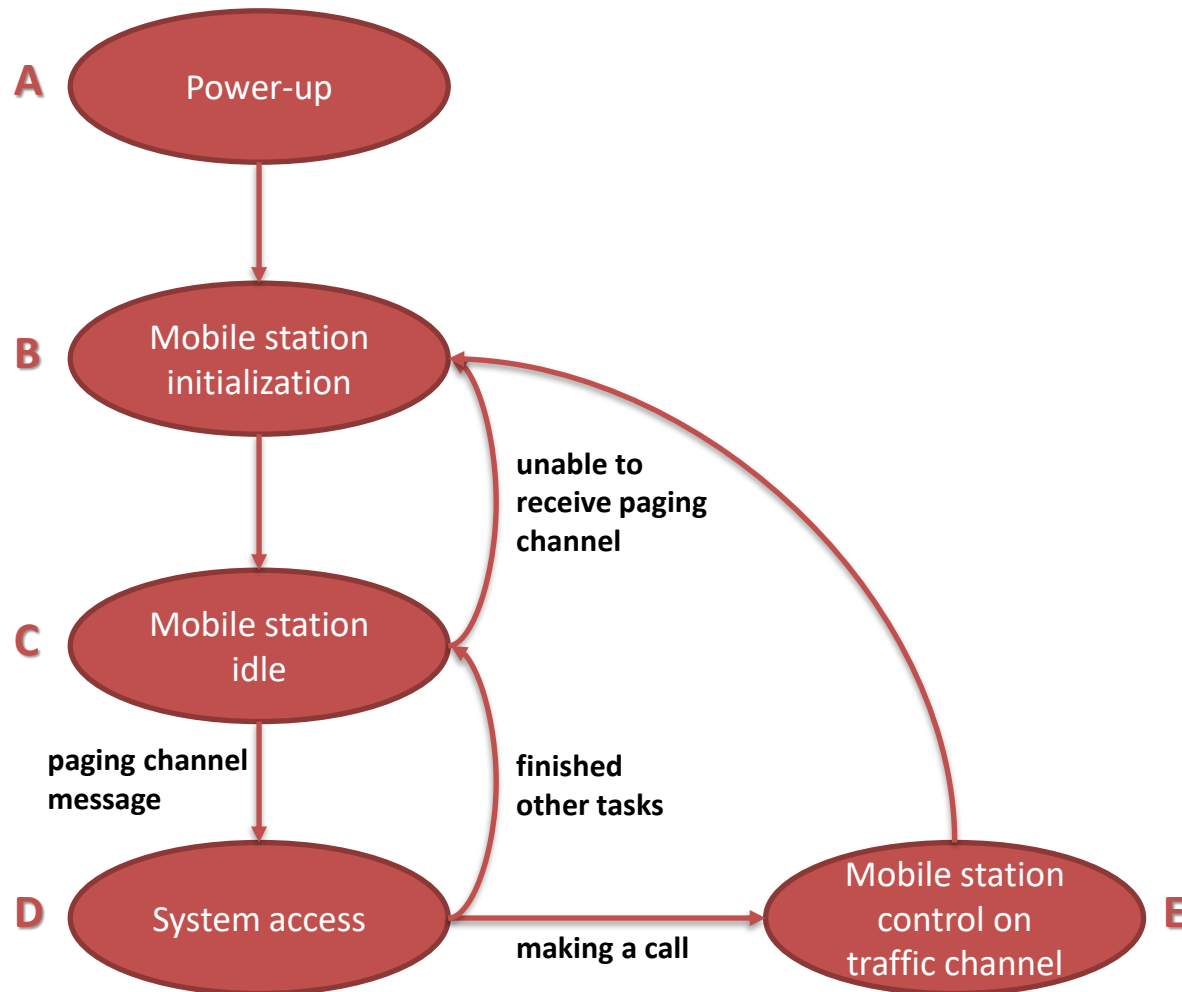 A
Power-up
B
Mobile station
initialization
unable to
receive paging
channel
C
Mobile station
idle
paging channel
message
finished
other tasks
D
System access
making a call
Mobile station
control on
traffic channel
E